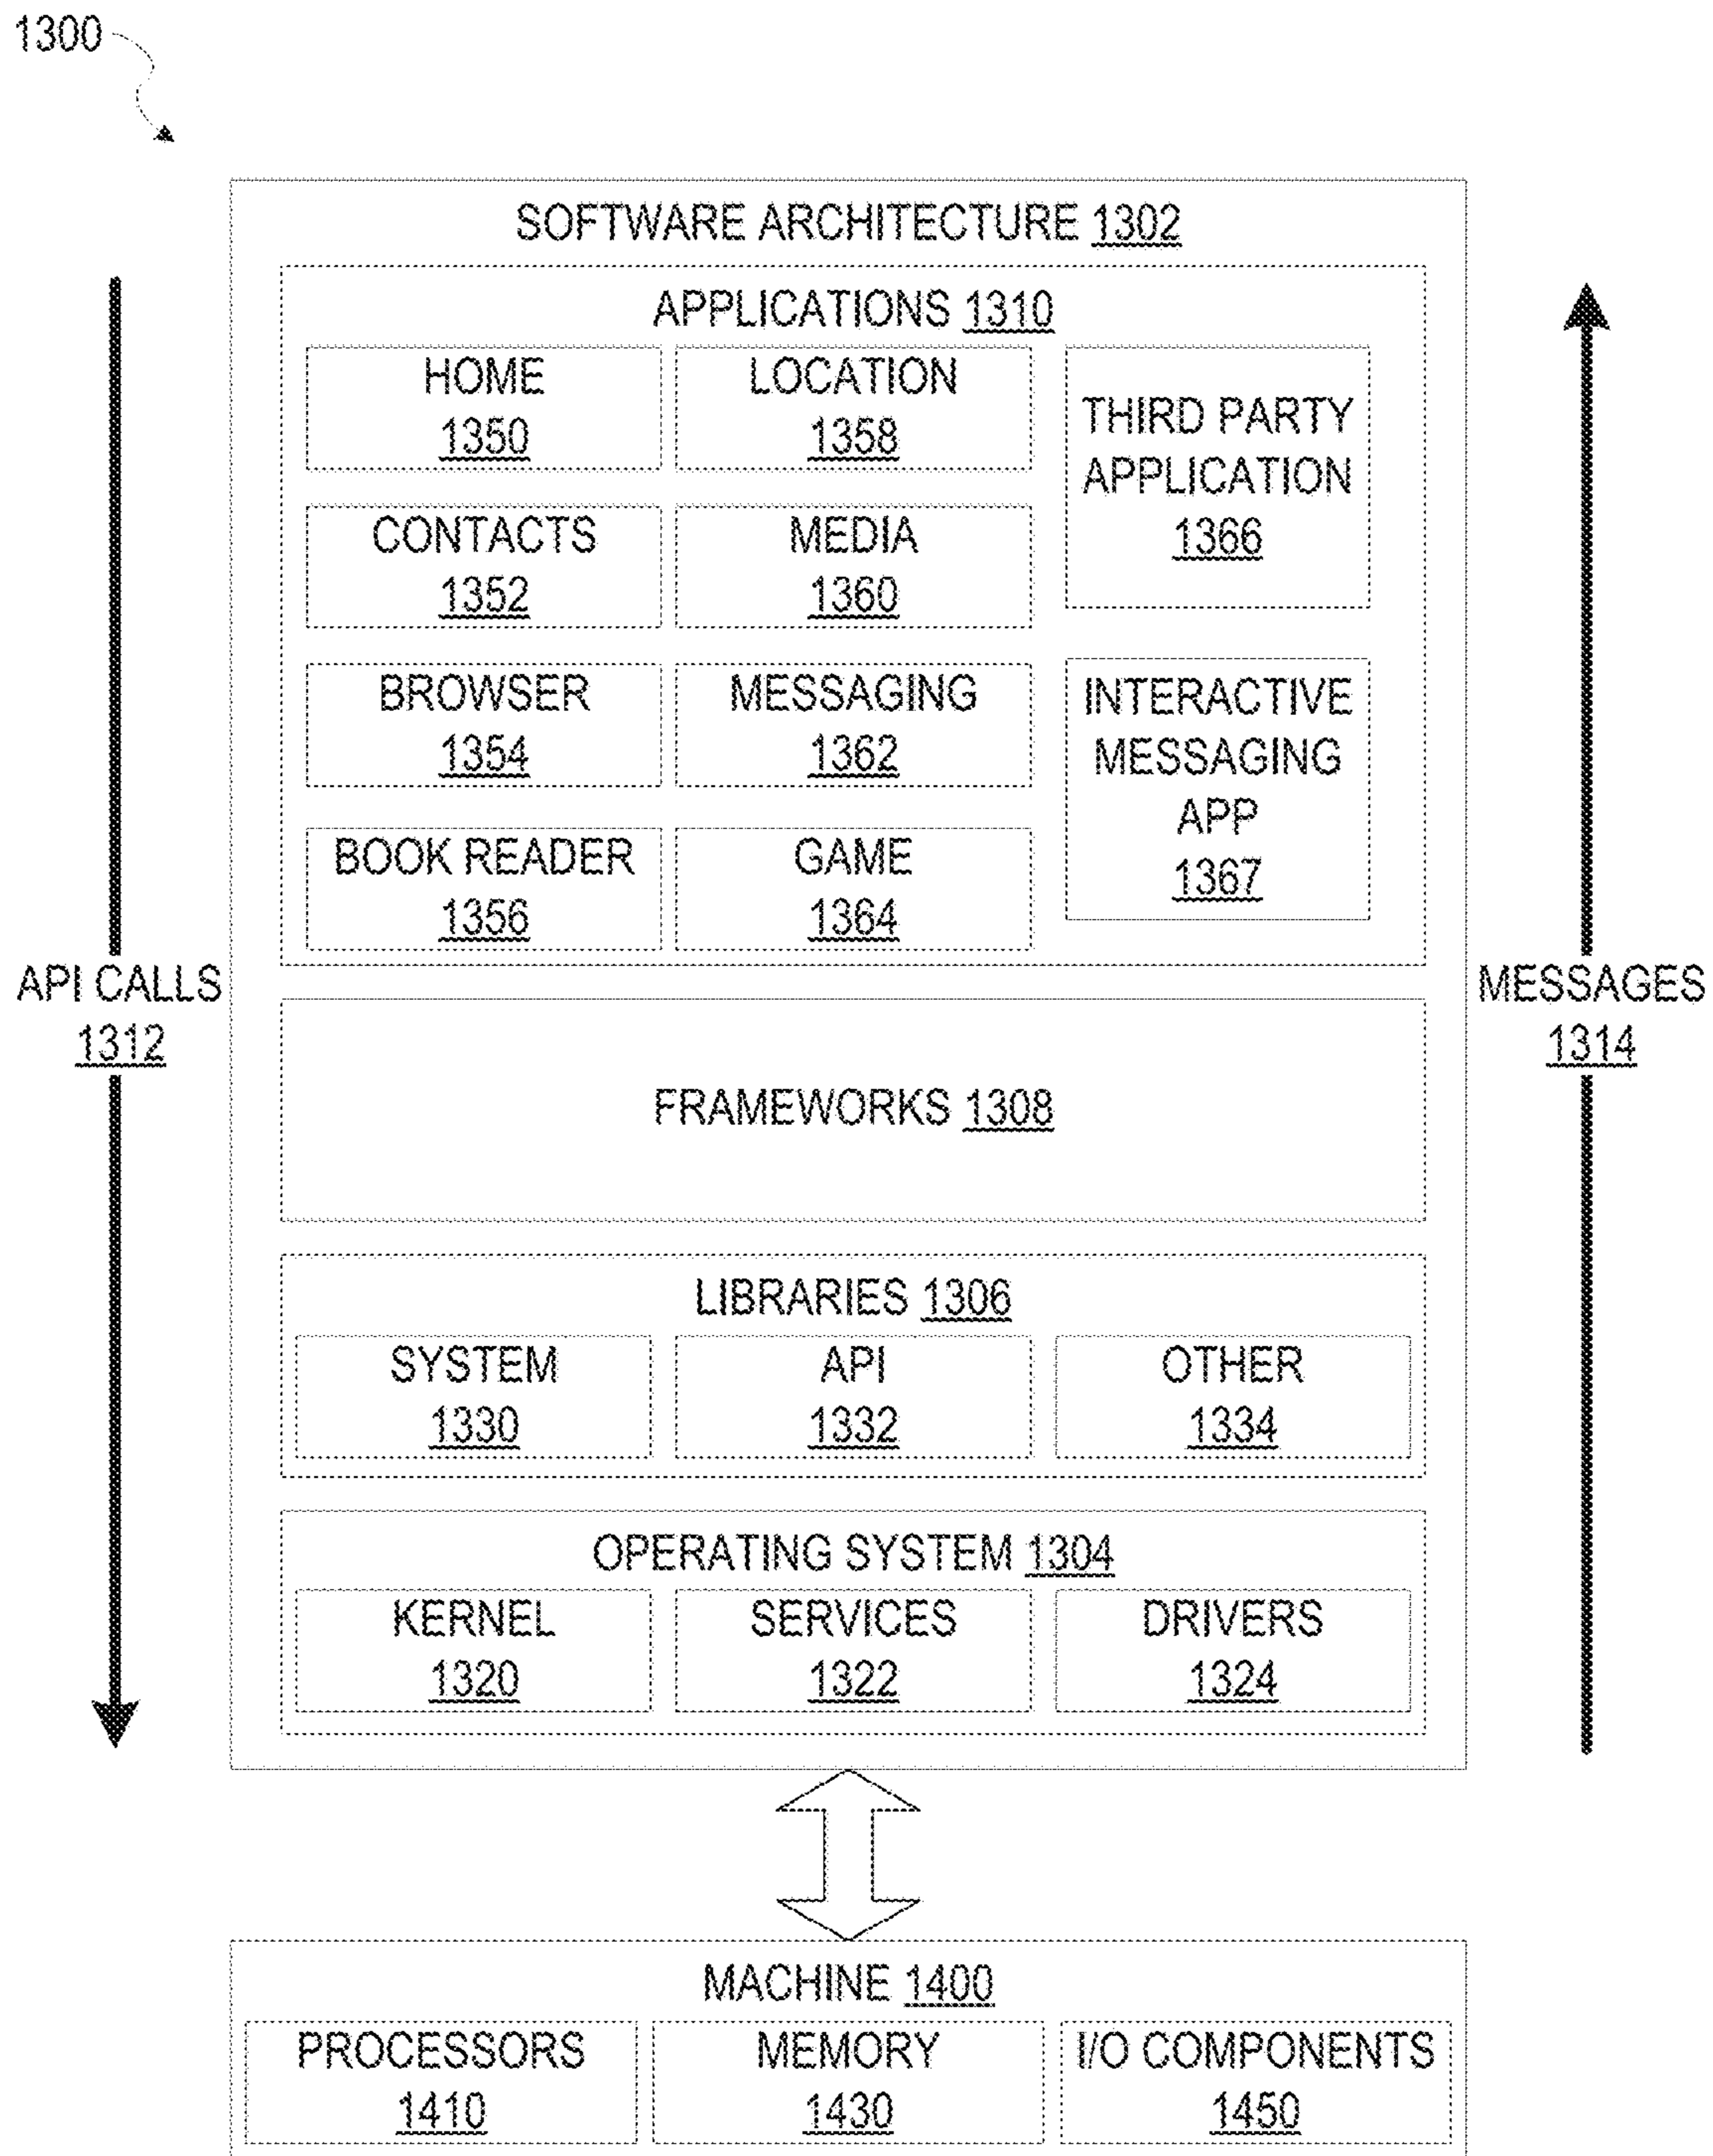 1300
SOFTWARE ARCHITECTURE 1302
APPLICATIONS 1310
HOME
1350
LOCATION
1358
THIRD PARTY
APPLICATION
1366
CONTACTS
1352
MEDIA
1360
BROWSER
1354
MESSAGING
1362
INTERACTIVE
MESSAGING
APP
1367
BOOK READER
1356
GAME
1364
API CALLS
1312
MESSAGES
1314
FRAMEWORKS 1308
LIBRARIES 1306
SYSTEM
1330
API
1332
OTHER
1334
OPERATING SYSTEM 1304
KERNEL
1320
SERVICES
1322
DRIVERS
1324
MACHINE 1400
PROCESSORS
1410
MEMORY
1430
I/O COMPONENTS
1450